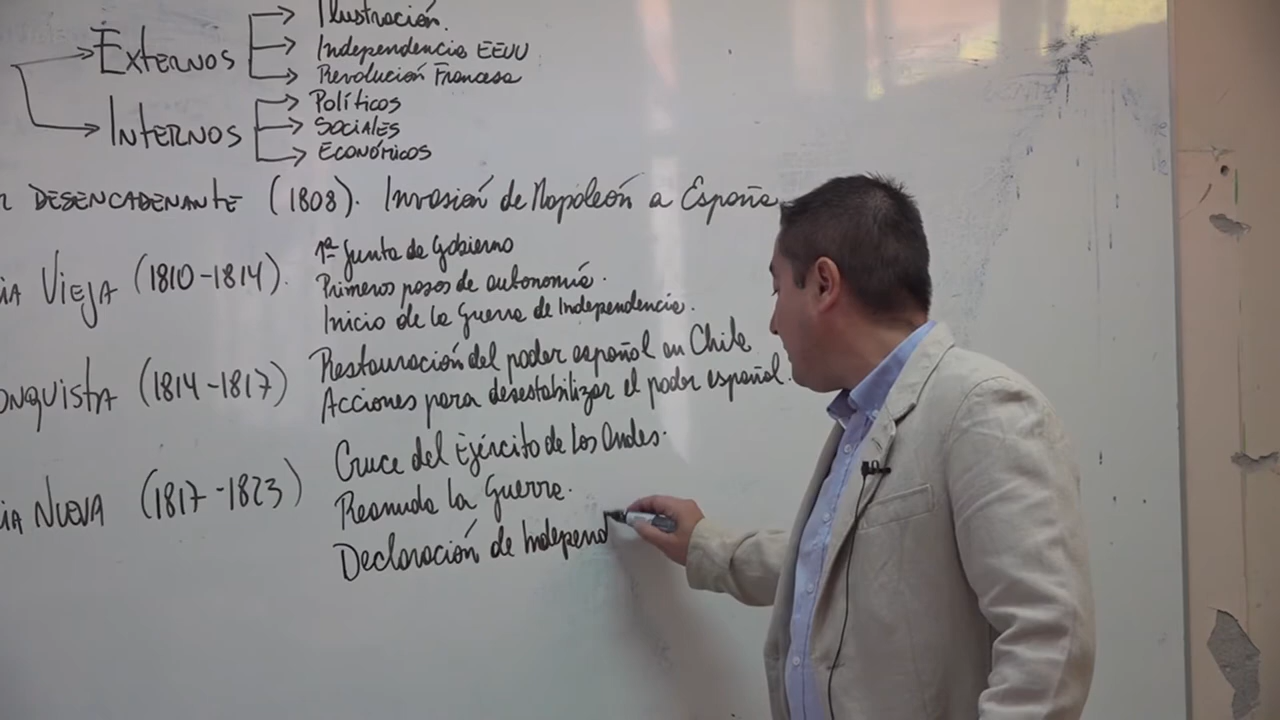 Ilustración.
Externos
Independencia EEUU
Revolución Francesa
Internos
Políticos
Sociales
Económicos
DESENCADENANTE (1808). Invasión de Napoleón a España
1ª Junta de Gobierno
Vieja (1810-1814).
Primeros pasos de autonomía.
Inicio de la Guerra de Independencia.
Restauración del poder español en Chile
onquista (1814-1817)
Acciones para desestabilizar el poder español.
Cruce del Ejército de Los Andes.
Nueva (1817-1823)
Reanuda la Guerra.
Declaración de Independ